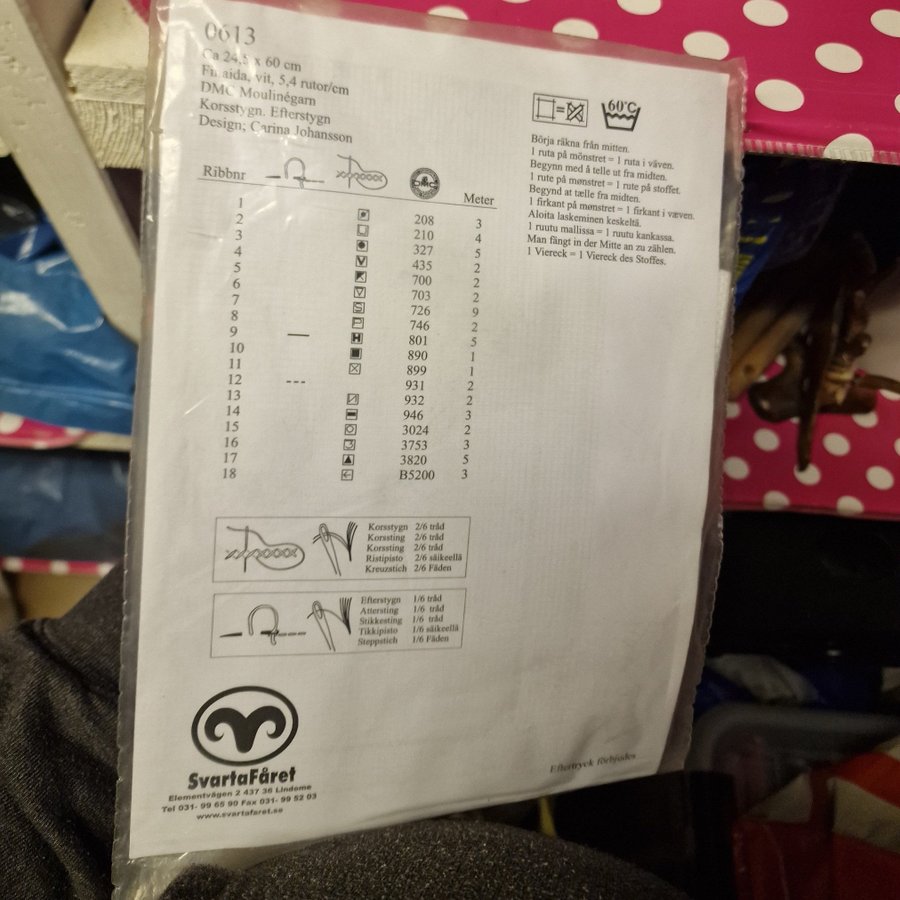 0613
Ca 24,5 x 60 cm
Fin aida, vit, 5,4 rutor/cm
DMC Moulinégarn
Korsstygn. Efterstygn
Design; Carina Johansson
60°C
Börja räkna från mitten.
1 ruta på mönstret = 1 ruta i väven.
Begynn med å telle ut fra midten.
1 rute på mønstret = 1 rute på stoffet.
Begynd at tælle fra midten.
1 firkant på mønstret = 1 firkant i væven.
Aloita laskeminen keskeltä.
1 ruutu mallissa = 1 ruutu kankassa.
Man fängt in der Mitte an zu zählen.
1 Viereck = 1 Viereck des Stoffes.
Ribbnr DMC Meter
1 208 3
2 210 4
3 327 5
4 V 435 2
5 700 2
6 703 2
7 S 726 9
8 P 746 2
9 H 801 5
10 890 1
11 899 1
12 931 2
13 932 2
14 946 3
15 3024 2
16 3753 3
17 3820 5
18 B5200 3
Korsstygn 2/6 tråd
Korssting 2/6 tråd
Korssting 2/6 tråd
Ristipisto 2/6 säikeellä
Kreuzstich 2/6 Fäden
Efterstygn 1/6 tråd
Attersting 1/6 tråd
Stikkesting 1/6 tråd
Tikkipisto 1/6 säikeellä
Steppstich 1/6 Fäden
SvartaFåret
Elementvägen 2 437 36 Lindome
Tel 031- 99 65 90 Fax 031- 99 52 03
www.svartafaret.se
Eftertryck förbjudes